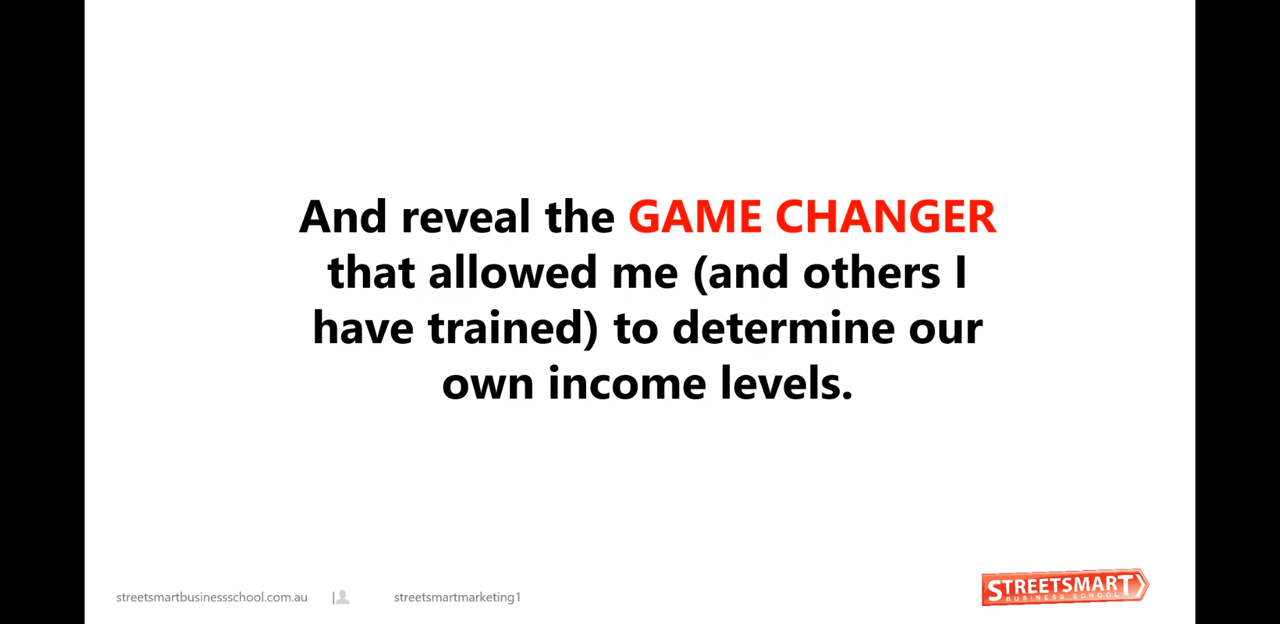 And reveal the GAME CHANGER
that allowed me (and others I
have trained) to determine our
own income levels.
streetsmartbusinessschool.com.au
streetsmartmarketing1
STREETSMART
BUSINESS SCHOOL